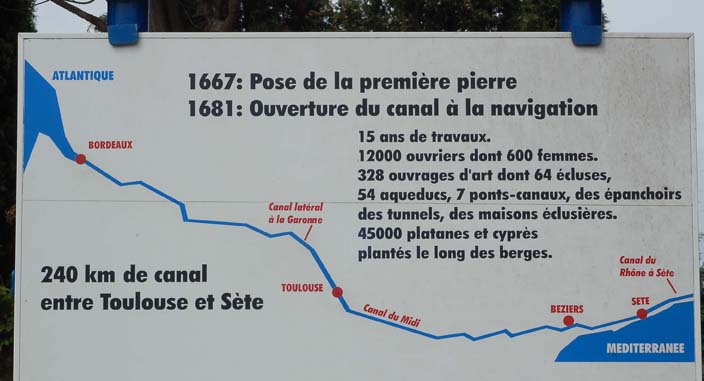 ATLANTIQUE
1667: Pose de la première pierre
1681: Ouverture du canal à la navigation
15 ans de travaux.
12000 ouvriers dont 600 femmes.
328 ouvrages d'art dont 64 écluses,
54 aqueducs, 7 ponts-canaux, des épanchoirs
des tunnels, des maisons éclusières.
45000 platanes et cyprès
plantés le long des berges.
BORDEAUX
Canal latéral
à la Garonne
240 km de canal
entre Toulouse et Sète
TOULOUSE
Canal du Midi
BEZIERS
SETE
Canal du
Rhône à Sète
MEDITERRANEE